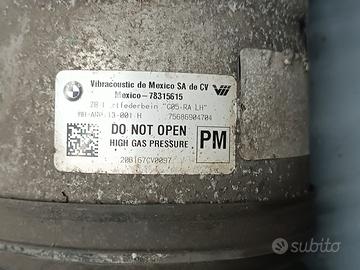 Vibracoustic de Mexico SA de CV
Mexico-78315615
"G05-RA LH"
75686904704
DO NOT OPEN
HIGH GAS PRESSURE
PM
subito